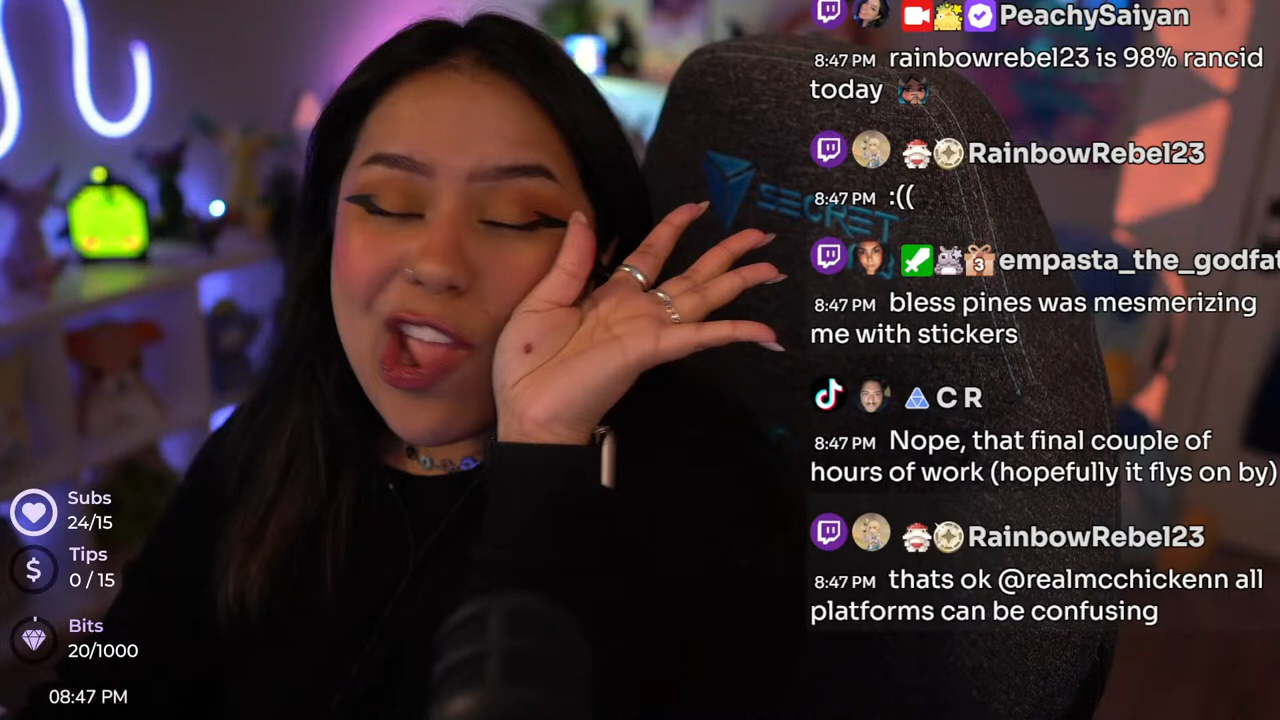 PeachySaiyan
8:47 PM rainbowrebel23 is 98% rancid
today
RainbowRebel23
8:47 PM :((
SECRET
3
empasta_the_godfat
8:47 PM bless pines was mesmerizing
me with stickers
C R
8:47 PM Nope, that final couple of
hours of work (hopefully it flys on by)
RainbowRebel23
8:47 PM thats ok @realmcchickenn all
platforms can be confusing
Subs
24/15
Tips
0 / 15
Bits
20/1000
08:47 PM